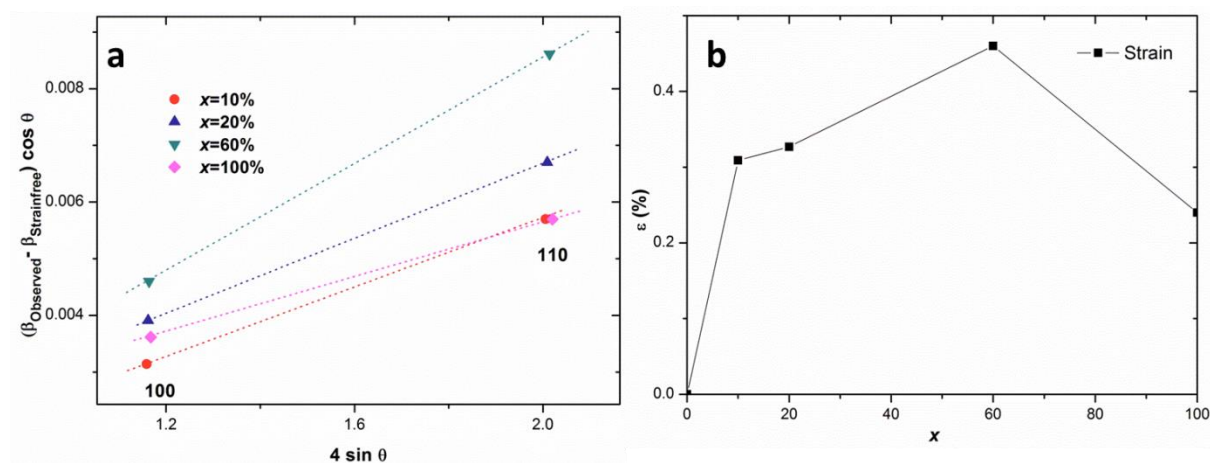 a
(βObserved- βStrainfree) cos θ
0.008
0.006
0.004
x=10%
x=20%
x=60%
x=100%
100
110
1.2
1.6
2.0
4 sin θ
b
Strain
ε (%)
0.4
0.2
0.0
0
20
40
60
80
100
x